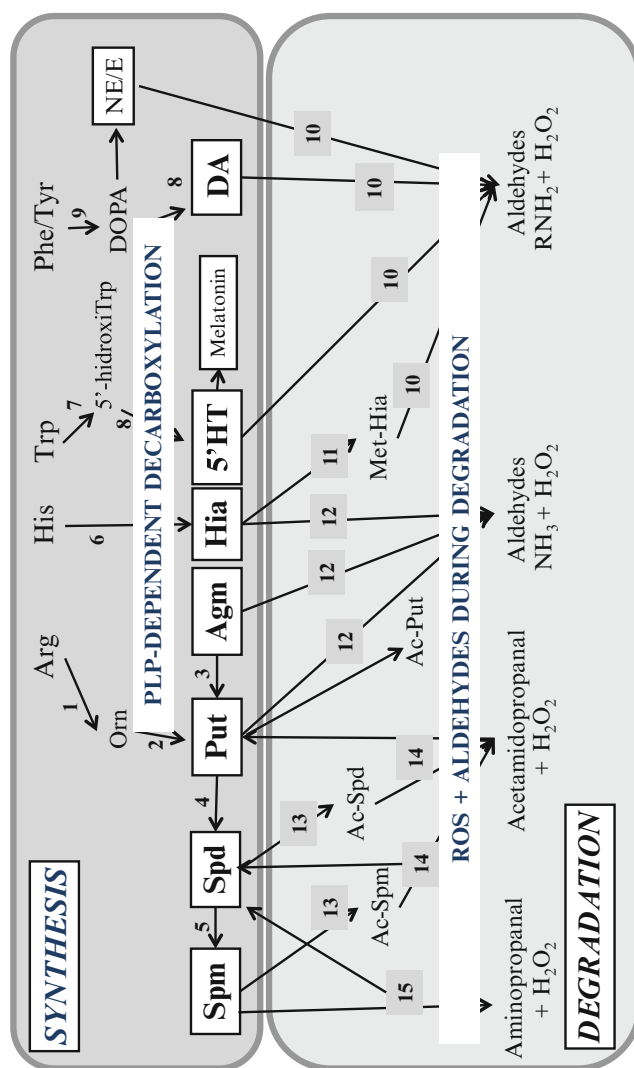 SYNTHESIS
Arg
His
Trp
Phe/Tyr
1
6
7
9
Orn
5'-hidroxiTrp
DOPA
NE/E
PLP-DEPENDENT DECARBOXYLATION
2
8
8
Spm
5
Spd
4
Put
3
Agm
Hia
5'HT
Melatonin
DA
13
13
12
12
12
11
10
10
10
10
Ac-Spm
Ac-Spd
Ac-Put
Met-Hia
15
14
14
ROS + ALDEHYDES DURING DEGRADATION
Aminopropanal
+ H₂O₂
Acetamidopropanal
+ H₂O₂
Aldehydes
NH₃ + H₂O₂
Aldehydes
RNH₂ + H₂O₂
DEGRADATION